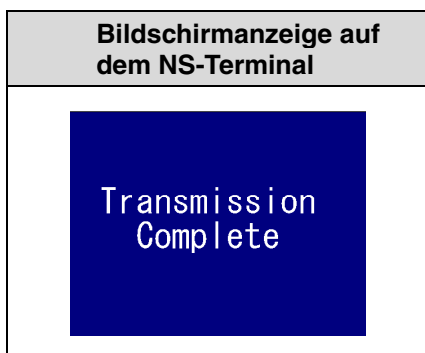 Bildschirmanzeige auf
dem NS-Terminal
Transmission
Complete